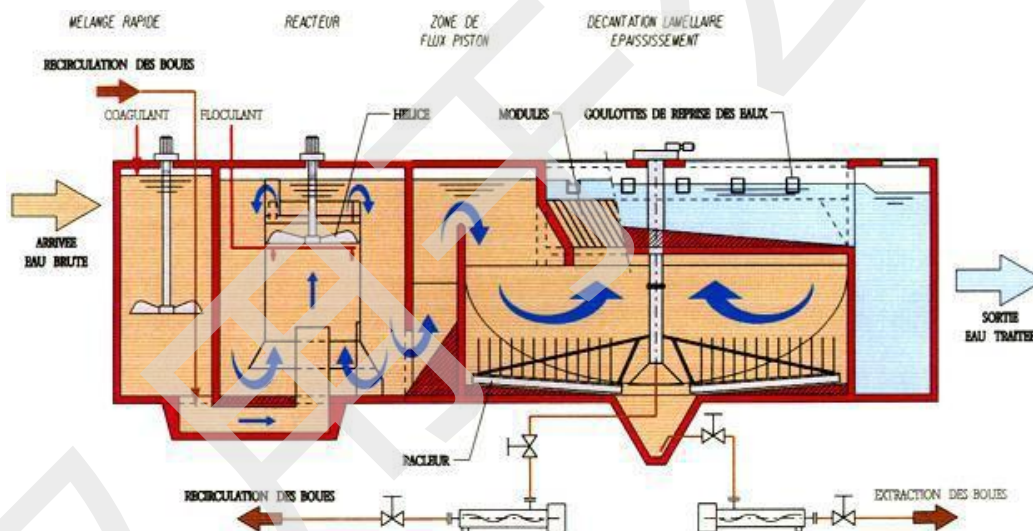 MELANGE RAPIDE
REACTEUR
ZONE DE
FLUX PISTON
DECANTATION LAMELLAIRE
EPAISSISSEMENT
RECIRCULATION DES BOUES
COAGULANT
FLOCULANT
HELICE
MODULES
GOULOTTES DE REPRISE DES EAUX
ARRIVEE
EAU BRUTE
SORTIE
EAU TRAITEE
RACLEUR
RECIRCULATION DES BOUES
EXTRACTION DES BOUES